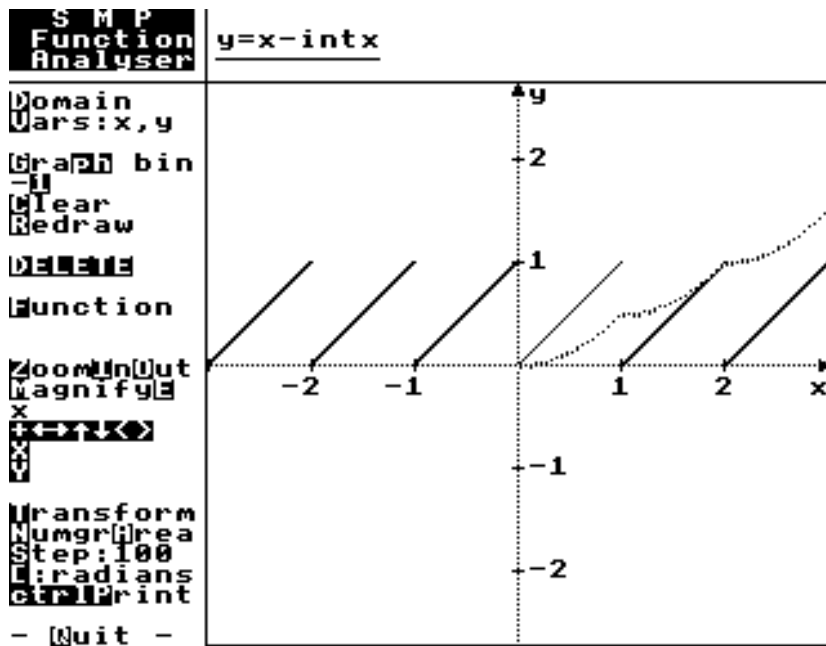 S M P
Function
Analyser
y=x-intx
Domain
Vars:x,y
Graph bin
-1
Clear
Redraw
DELETE
Function
ZoomInOut
MagnifyE
x
+↔↑↓<>
X
Y
Transform
NumgrArea
Step:100
C:radians
ctrlPrint
- Quit -
y
2
1
-2
-1
1
2
x
-1
-2